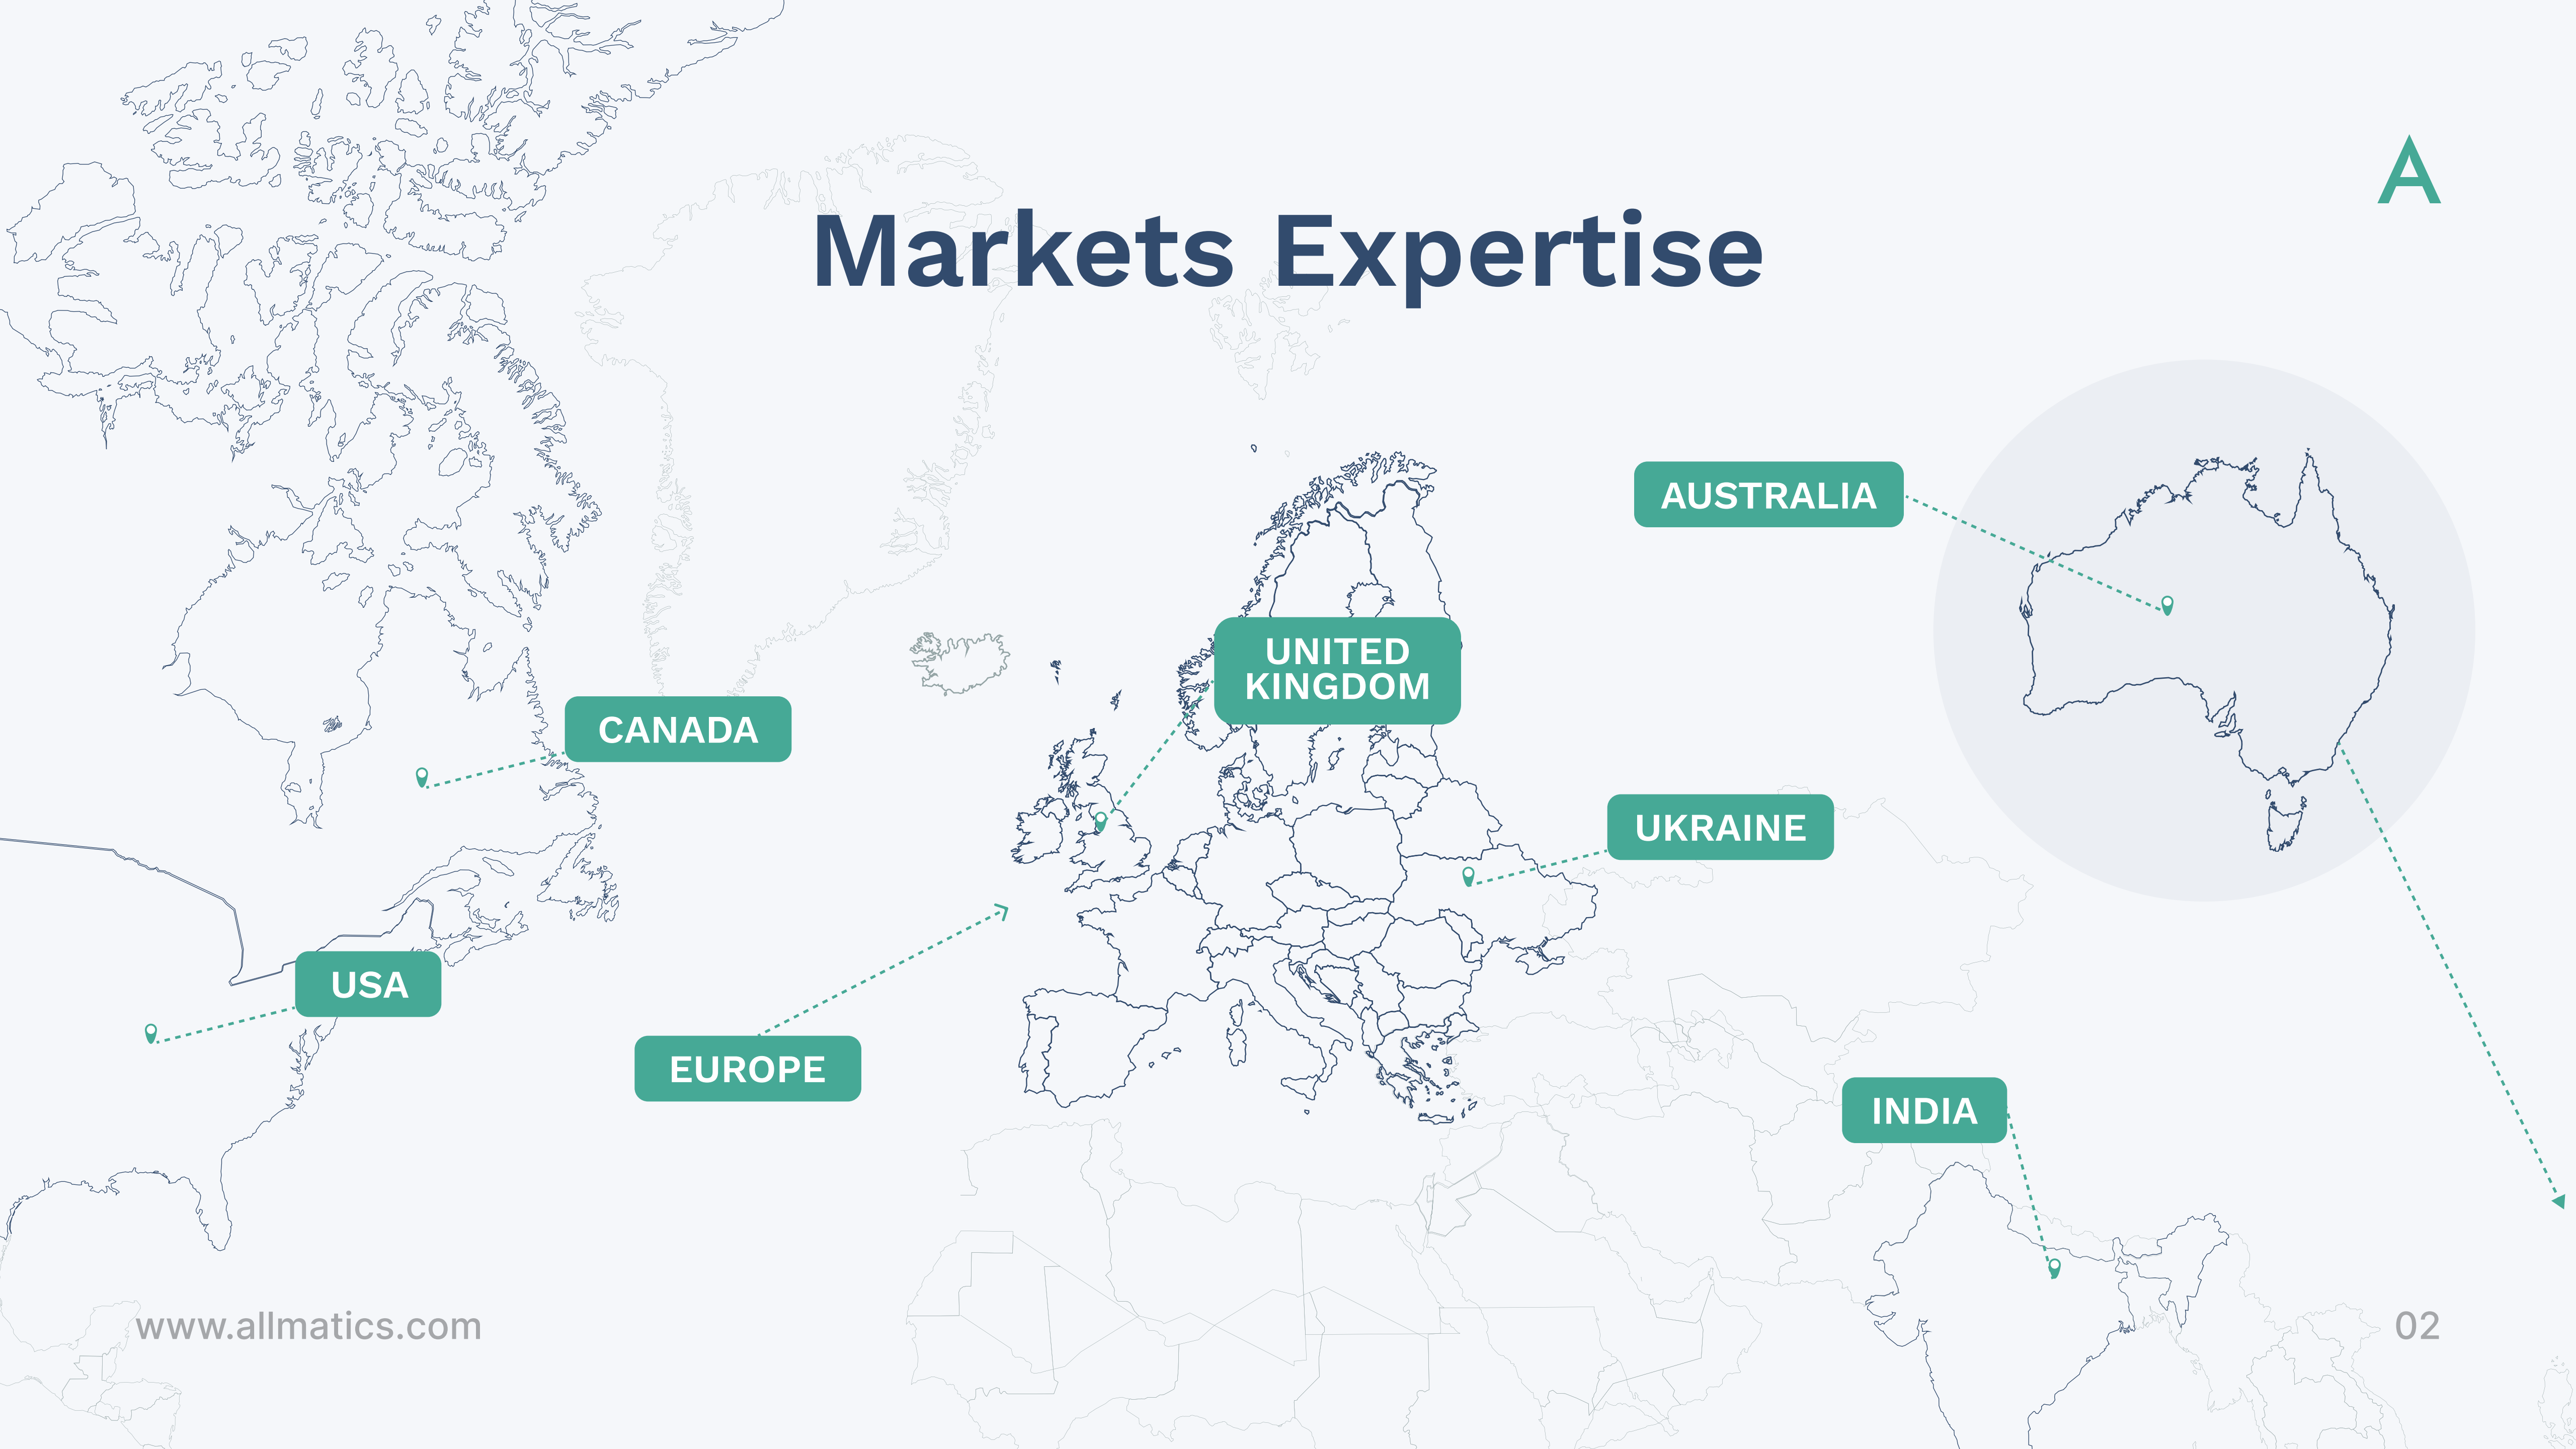 A
Markets Expertise
AUSTRALIA
UNITED
KINGDOM
CANADA
UKRAINE
USA
EUROPE
INDIA
www.allmatics.com
02